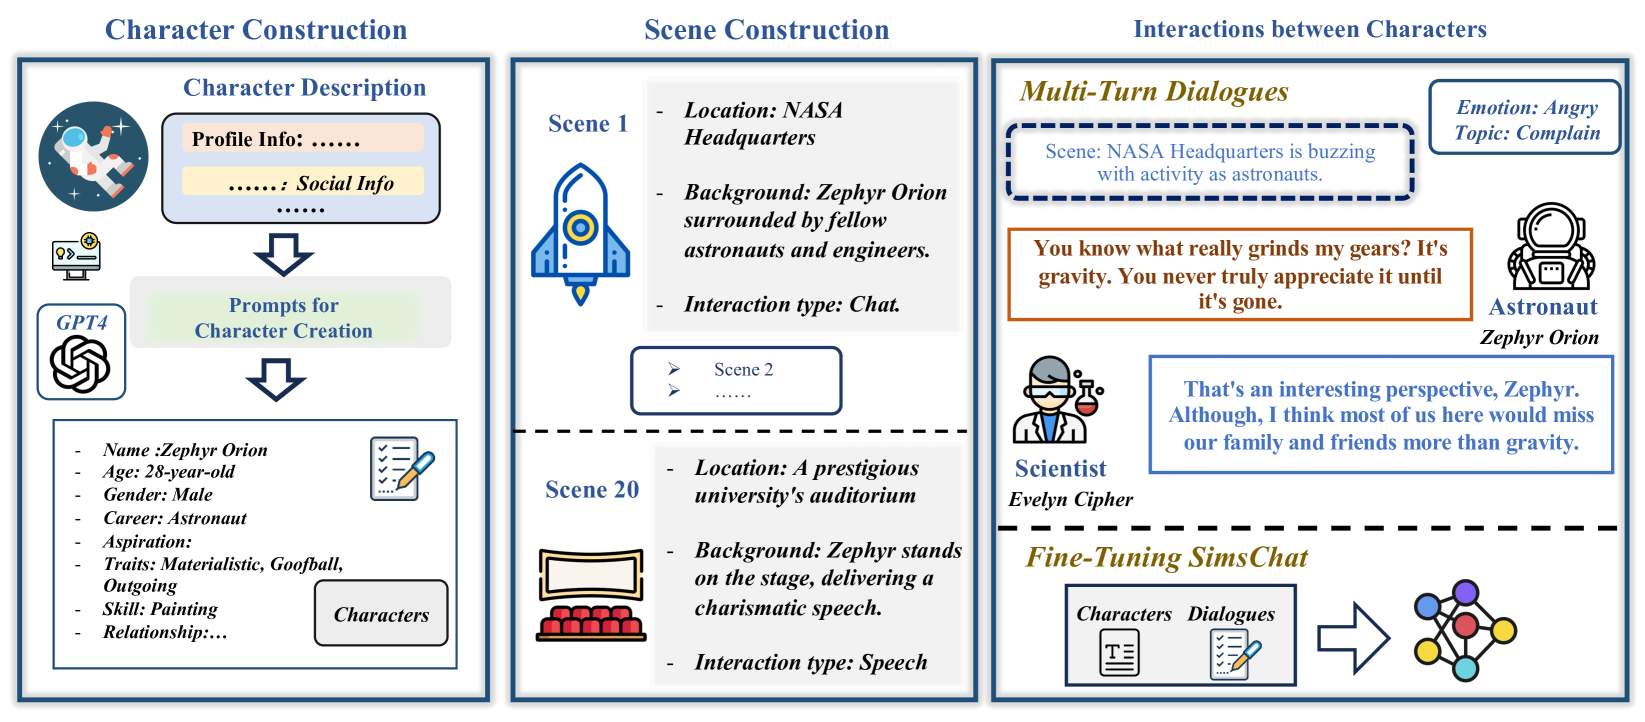 Character Construction
Character Description
Profile Info: ......
......: Social Info
......
Prompts for
Character Creation
GPT4
- Name :Zephyr Orion
- Age: 28-year-old
- Gender: Male
- Career: Astronaut
- Aspiration:
- Traits: Materialistic, Goofball,
Outgoing
- Skill: Painting
- Relationship:...
Characters
Scene Construction
Scene 1
- Location: NASA
Headquarters
- Background: Zephyr Orion
surrounded by fellow
astronauts and engineers.
- Interaction type: Chat.
➢ Scene 2
➢ ......
Scene 20
- Location: A prestigious
university's auditorium
- Background: Zephyr stands
on the stage, delivering a
charismatic speech.
- Interaction type: Speech
Interactions between Characters
Multi-Turn Dialogues
Emotion: Angry
Topic: Complain
Scene: NASA Headquarters is buzzing
with activity as astronauts.
You know what really grinds my gears? It's
gravity. You never truly appreciate it until
it's gone.
Astronaut
Zephyr Orion
That's an interesting perspective, Zephyr.
Although, I think most of us here would miss
our family and friends more than gravity.
Scientist
Evelyn Cipher
Fine-Tuning SimsChat
Characters Dialogues
T